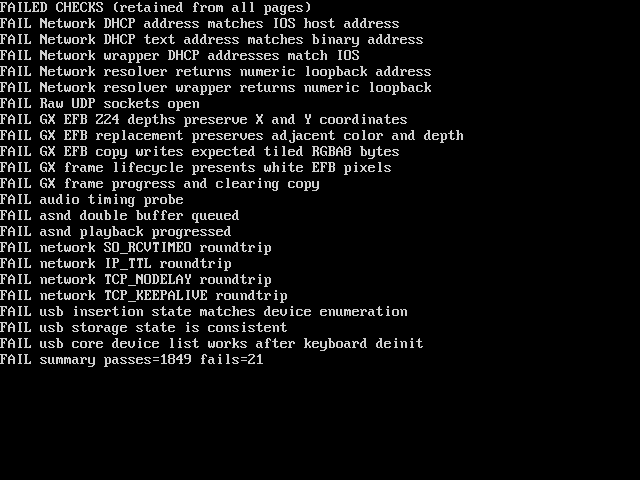 FAILED CHECKS (retained from all pages)
FAIL Network DHCP address matches IOS host address
FAIL Network DHCP text address matches binary address
FAIL Network wrapper DHCP addresses match IOS
FAIL Network resolver returns numeric loopback address
FAIL Network resolver wrapper returns numeric loopback
FAIL Raw UDP sockets open
FAIL GX EFB Z24 depths preserve X and Y coordinates
FAIL GX EFB replacement preserves adjacent color and depth
FAIL GX EFB copy writes expected tiled RGBA8 bytes
FAIL GX frame lifecycle presents white EFB pixels
FAIL GX frame progress and clearing copy
FAIL audio timing probe
FAIL asnd double buffer queued
FAIL asnd playback progressed
FAIL network SO_RCVTIMEO roundtrip
FAIL network IP_TTL roundtrip
FAIL network TCP_NODELAY roundtrip
FAIL network TCP_KEEPALIVE roundtrip
FAIL usb insertion state matches device enumeration
FAIL usb storage state is consistent
FAIL usb core device list works after keyboard deinit
FAIL summary passes=1849 fails=21